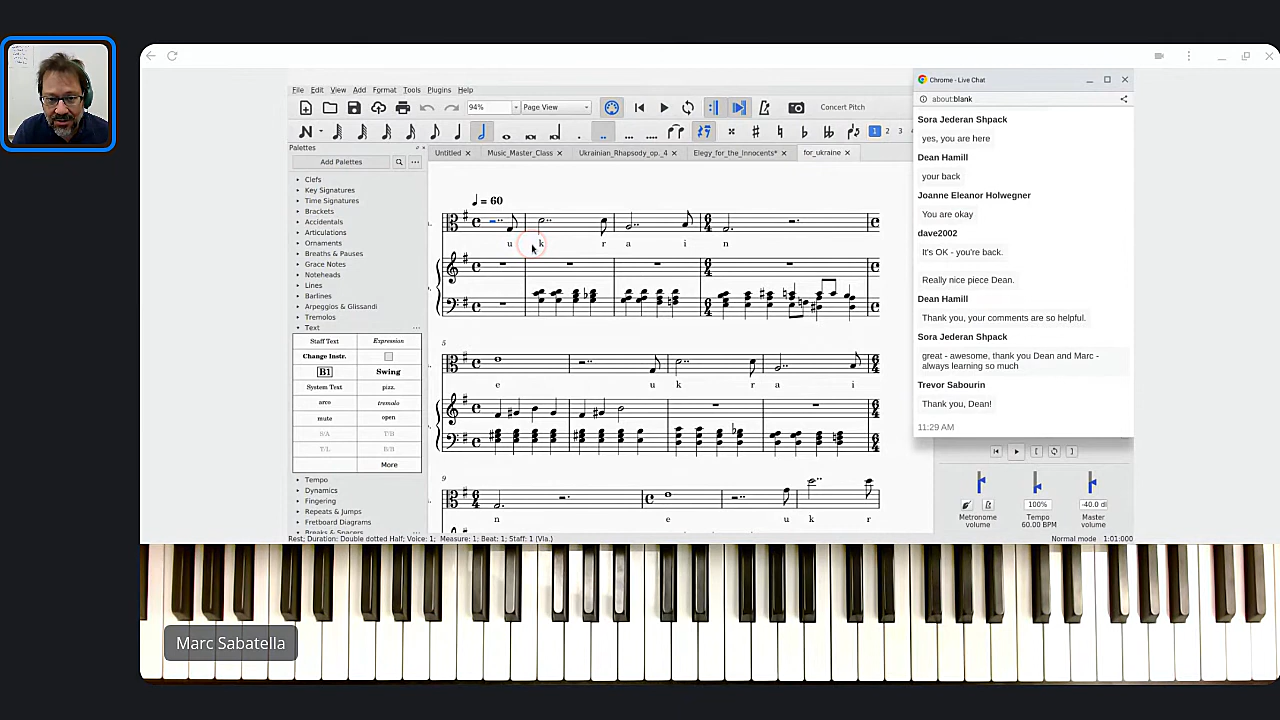 File Edit View Add Format Tools Plugins Help
94% Page View Concert Pitch
1 2 3
Palettes
Untitled Music_Master_Class Ukrainian_Rhapsody_op._4 Elegy_for_the_Innocents* for_ukraine
Add Palettes
Clefs
Key Signatures
Time Signatures
Brackets
Accidentals
Articulations
Ornaments
Breaths & Pauses
Grace Notes
Noteheads
Lines
Barlines
Arpeggios & Glissandi
Tremolos
Text
Staff Text Expression
Change Instr.
B1 Swing
System Text pizz.
arco tremolo
mute open
S/A T/B
T/L B/B
More
Tempo
Dynamics
Fingering
Repeats & Jumps
Fretboard Diagrams
= 60
u k r a i n
5
e u k r a i
9
n e u k r
Chrome - Live Chat
about:blank
Sora Jederan Shpack
yes, you are here
Dean Hamill
your back
Joanne Eleanor Holwegner
You are okay
dave2002
It's OK - you're back.
Really nice piece Dean.
Dean Hamill
Thank you, your comments are so helpful.
Sora Jederan Shpack
great - awesome, thank you Dean and Marc -
always learning so much
Trevor Sabourin
Thank you, Dean!
11:29 AM
100% -40.0 dl
Metronome volume
Tempo 60.00 BPM
Master volume
Rest; Duration: Double dotted Half; Voice: 1; Measure: 1; Beat: 1; Staff: 1 (Vla.)
Normal mode 1:01:000
Marc Sabatella